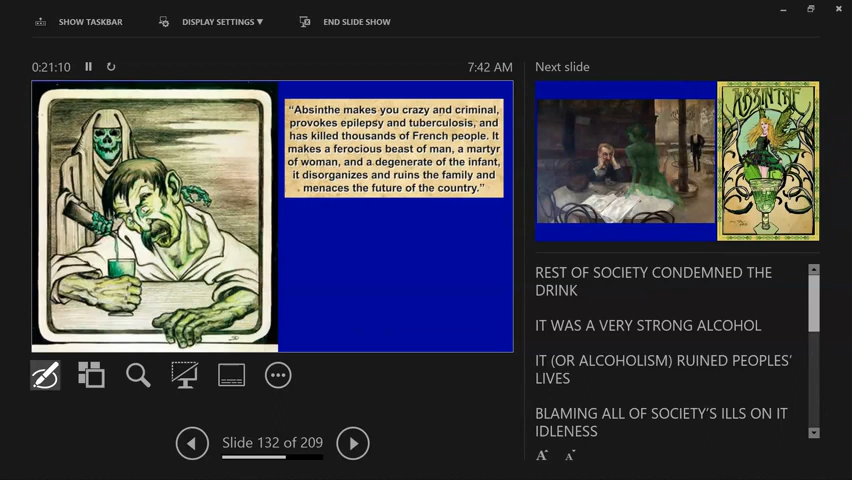 SHOW TASKBAR
DISPLAY SETTINGS ▼
END SLIDE SHOW
0:21:10
7:42 AM
Next slide
“Absinthe makes you crazy and criminal,
provokes epilepsy and tuberculosis, and
has killed thousands of French people. It
makes a ferocious beast of man, a martyr
of woman, and a degenerate of the infant,
it disorganizes and ruins the family and
menaces the future of the country.”
ABSINTHE
REST OF SOCIETY CONDEMNED THE
DRINK
IT WAS A VERY STRONG ALCOHOL
IT (OR ALCOHOLISM) RUINED PEOPLES’
LIVES
BLAMING ALL OF SOCIETY’S ILLS ON IT
IDLENESS
A A
Slide 132 of 209